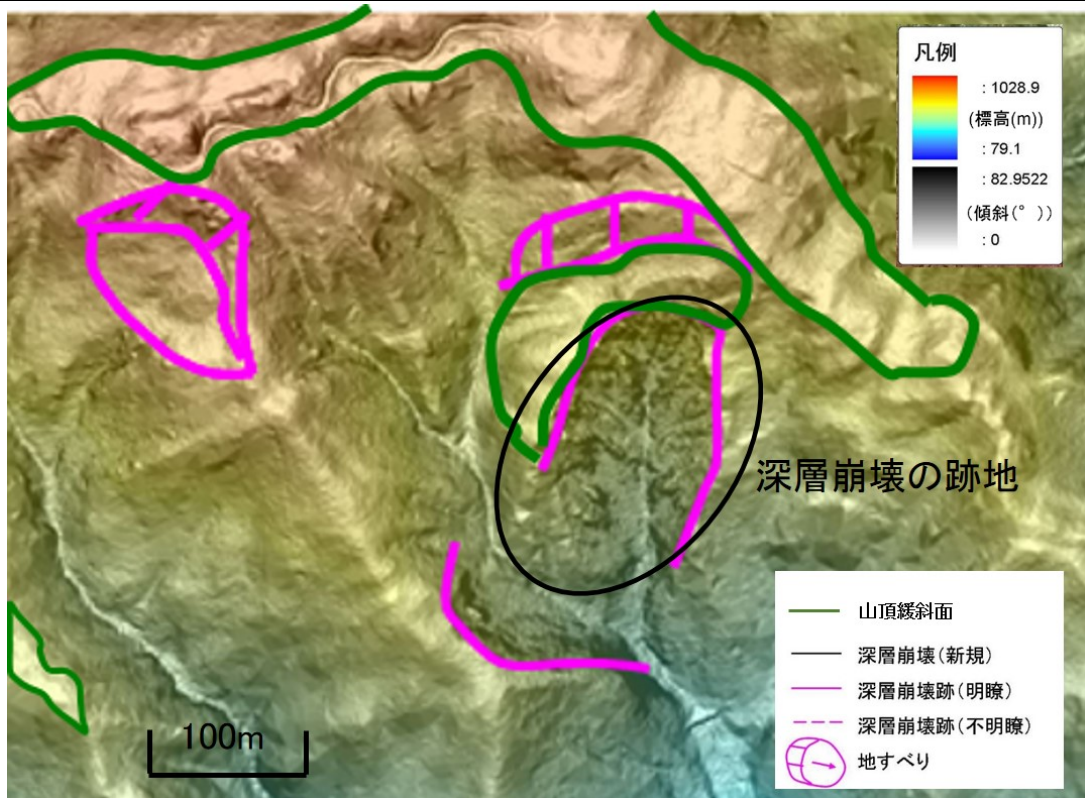 凡例
: 1028.9
(標高(m))
: 79.1
: 82.9522
(傾斜(°))
: 0
深層崩壊の跡地
100m
山頂緩斜面
深層崩壊(新規)
深層崩壊跡(明瞭)
深層崩壊跡(不明瞭)
地すべり